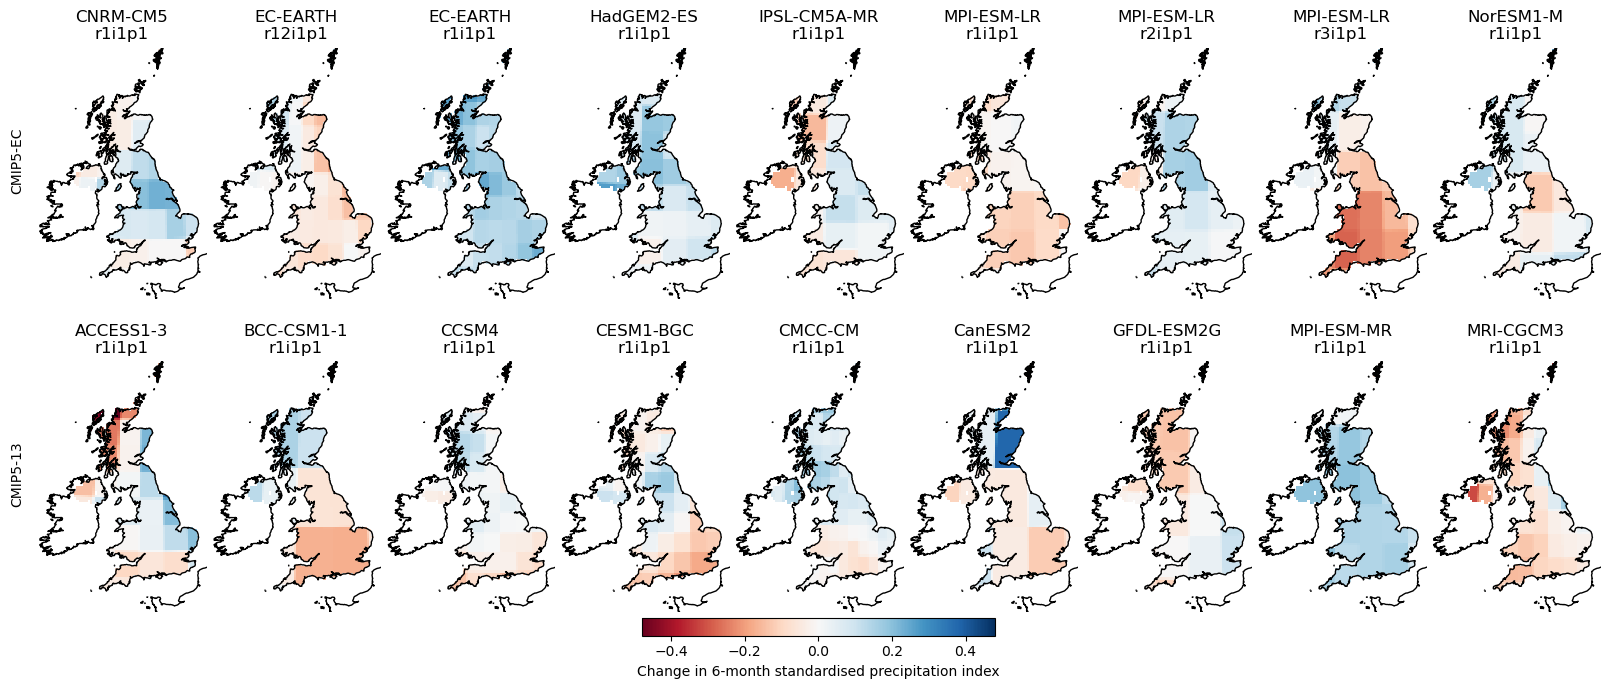 CNRM-CM5 EC-EARTH EC-EARTH HadGEM2-ES IPSL-CM5A-MR MPI-ESM-LR MPI-ESM-LR MPI-ESM-LR NorESM1-M
r1i1p1 r12i1p1 r1i1p1 r1i1p1 r1i1p1 r1i1p1 r2i1p1 r3i1p1 r1i1p1
CMIP5-EC
ACCESS1-3 BCC-CSM1-1 CCSM4 CESM1-BGC CMCC-CM CanESM2 GFDL-ESM2G MPI-ESM-MR MRI-CGCM3
r1i1p1 r1i1p1 r1i1p1 r1i1p1 r1i1p1 r1i1p1 r1i1p1 r1i1p1 r1i1p1
CMIP5-13
−0.4 −0.2 0.0 0.2 0.4
Change in 6-month standardised precipitation index